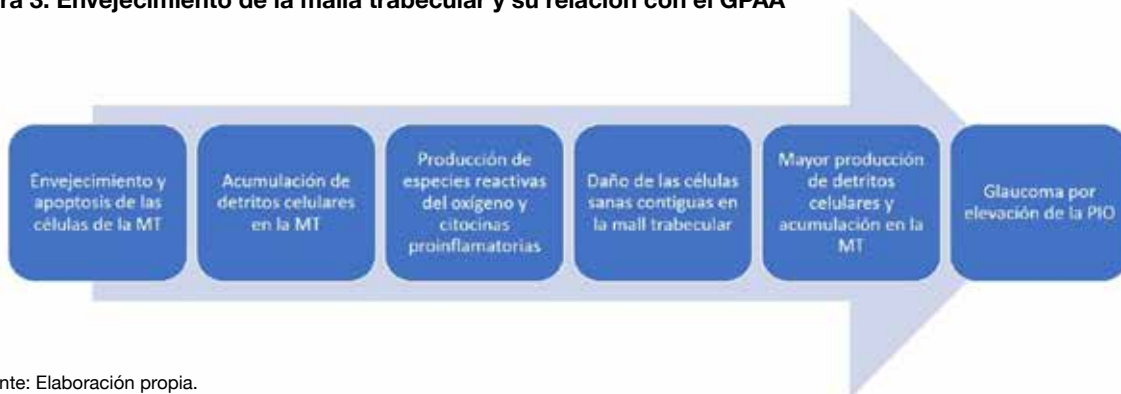 ra 3. Envejecimiento de la malla trabecular y su relación con el GPAA
Envejecimiento y
apoptosis de las
células de la MT
Acumulación de
detritos celulares
en la MT
Producción de
especies reactivas
del oxígeno y
citocinas
proinflamatorias
Daño de las células
sanas contiguas en
la mall trabecular
Mayor producción
de detritos
celulares y
acumulación en la
MT
Glaucoma por
elevación de la PIO
nte: Elaboración propia.